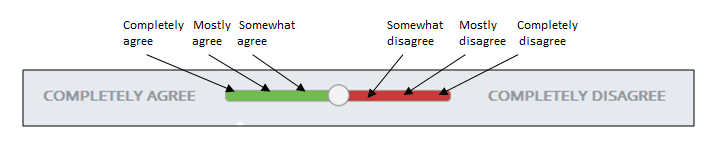 Completely Mostly Somewhat
agree agree agree
Somewhat Mostly Completely
disagree disagree disagree
COMPLETELY AGREE
COMPLETELY DISAGREE